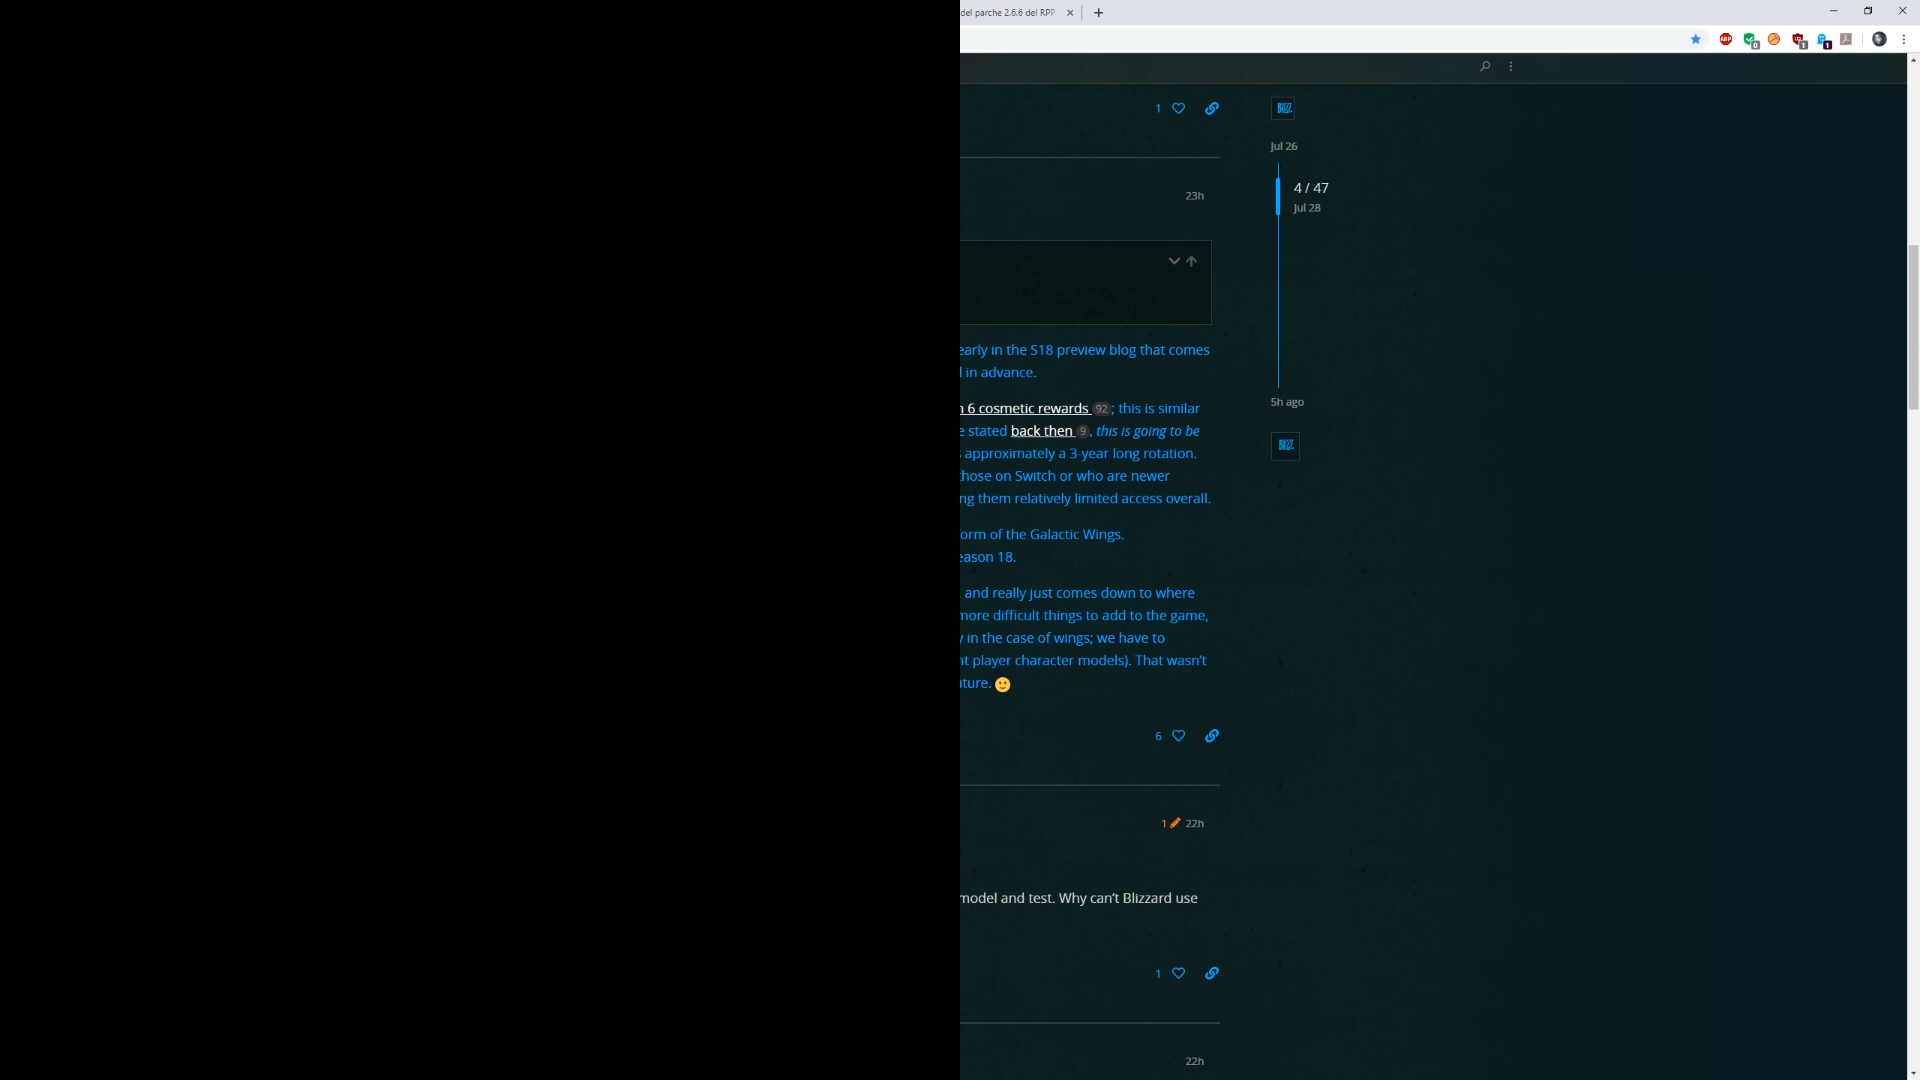 del parche 2.6.6 del RPP
1
Jul 26
4 / 47
Jul 28
23h
early in the S18 preview blog that comes
in advance.
6 cosmetic rewards 92; this is similar
stated back then 9, this is going to be
approximately a 3-year long rotation.
those on Switch or who are newer
ng them relatively limited access overall.
5h ago
orm of the Galactic Wings.
eason 18.
and really just comes down to where
more difficult things to add to the game,
in the case of wings; we have to
nt player character models). That wasn't
uture.
6
1 22h
model and test. Why can't Blizzard use
1
22h